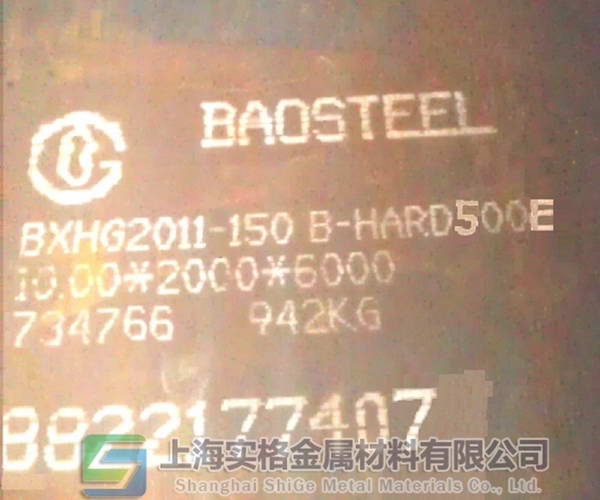 BAOSTEEL
BXHG2011-150 B-HARD500E
10.00*2000*6000
734766 942KG
8822177407
上海实格金属材料有限公司
Shanghai ShiGe Metal Materials Co., Ltd.